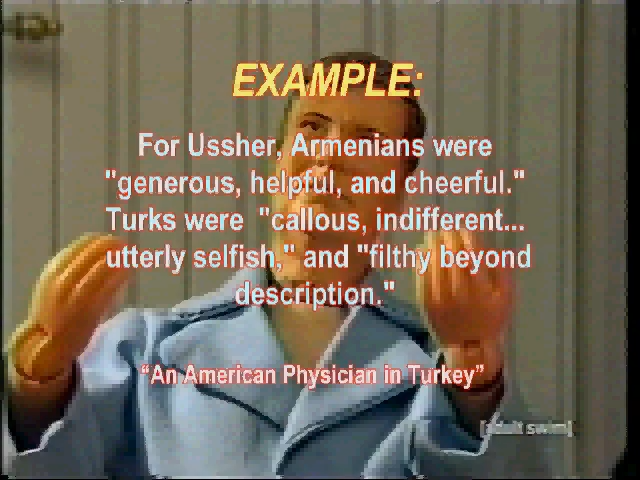 EXAMPLE:
For Ussher, Armenians were
"generous, helpful, and cheerful."
Turks were "callous, indifferent...
utterly selfish," and "filthy beyond
description."
“An American Physician in Turkey”
[adult swim]